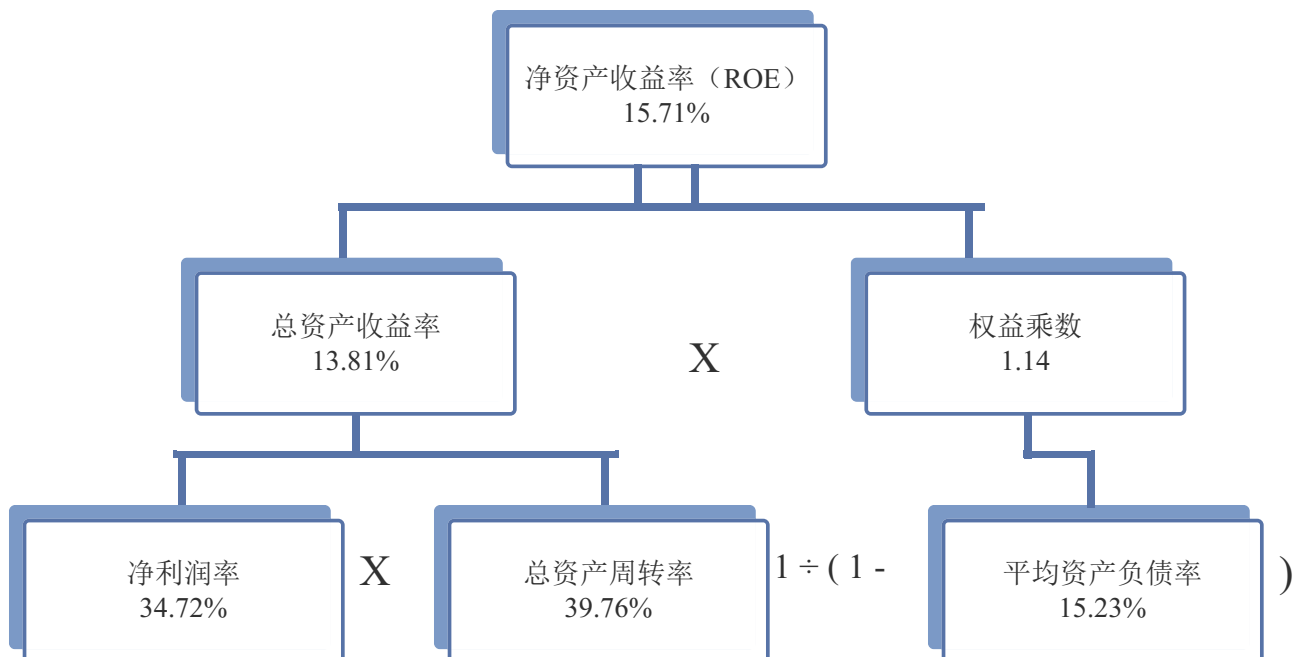 净资产收益率（ROE）
15.71%
总资产收益率
13.81%
X
权益乘数
1.14
净利润率
34.72%
X
总资产周转率
39.76%
1 ÷ ( 1 -
平均资产负债率
15.23%
)